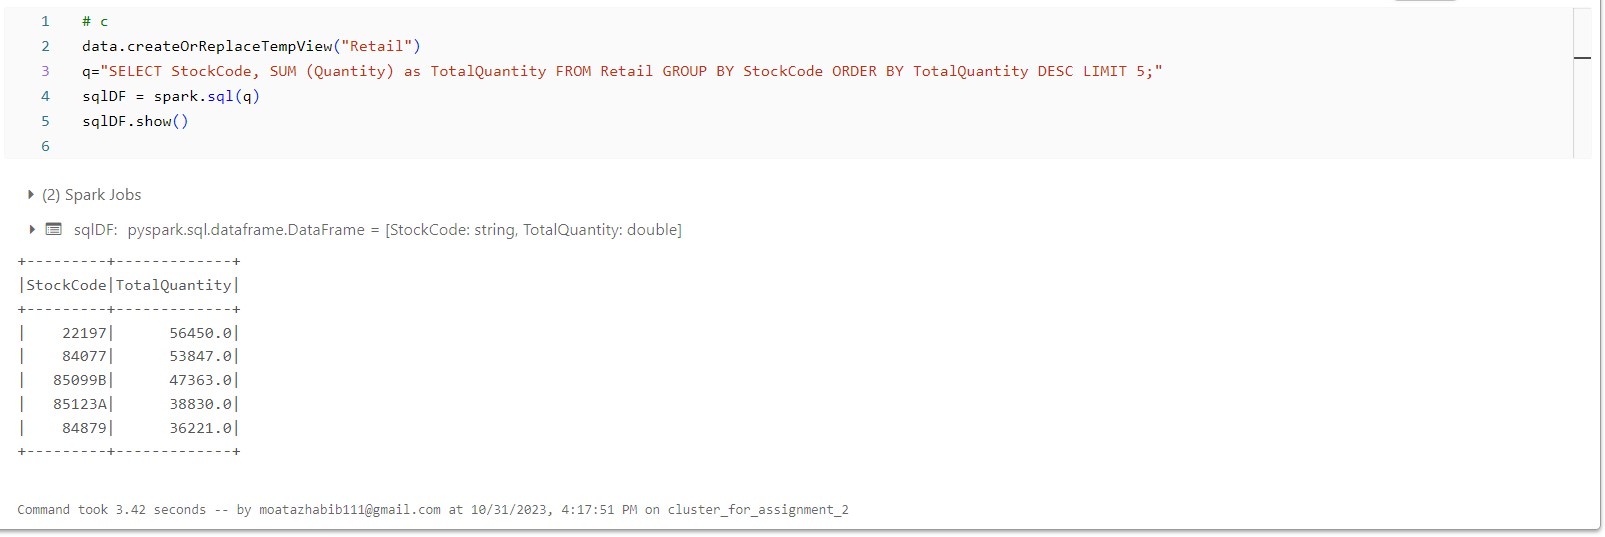 1 # c
2 data.createOrReplaceTempView("Retail")
3 q="SELECT StockCode, SUM (Quantity) as TotalQuantity FROM Retail GROUP BY StockCode ORDER BY TotalQuantity DESC LIMIT 5;"
4 sqlDF = spark.sql(q)
5 sqlDF.show()
6
(2) Spark Jobs
sqlDF: pyspark.sql.dataframe.DataFrame = [StockCode: string, TotalQuantity: double]
+---------+-------------+
|StockCode|TotalQuantity|
+---------+-------------+
|    22197|      56450.0|
|    84077|      53847.0|
|   85099B|      47363.0|
|   85123A|      38830.0|
|    84879|      36221.0|
+---------+-------------+
Command took 3.42 seconds -- by moatazhabib111@gmail.com at 10/31/2023, 4:17:51 PM on cluster_for_assignment_2